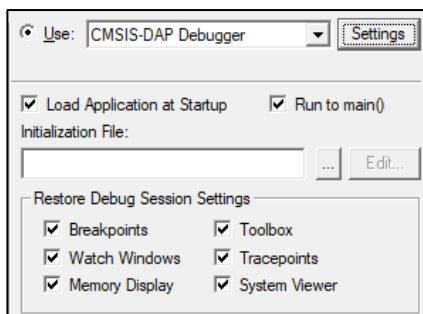 Use: CMSIS-DAP Debugger Settings
Load Application at Startup Run to main()
Initialization File:
... Edit...
Restore Debug Session Settings
Breakpoints Toolbox
Watch Windows Tracepoints
Memory Display System Viewer